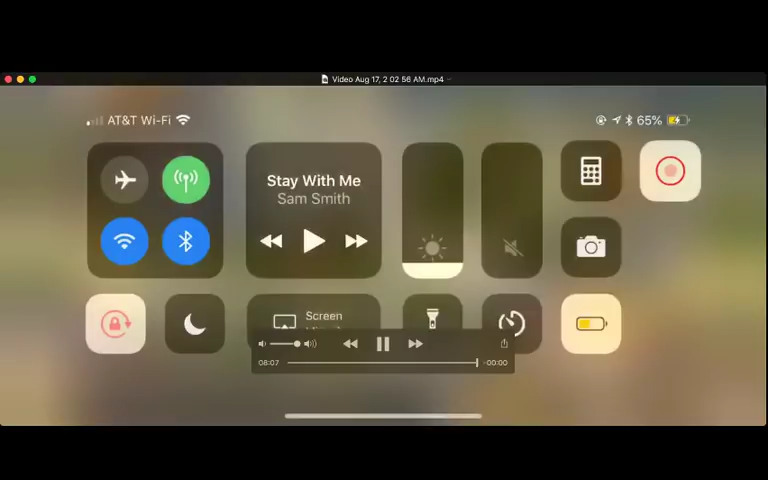 Video Aug 17, 2 02 56 AM.mp4
AT&T Wi-Fi
65%
Stay With Me
Sam Smith
Screen
08:07
-00:00